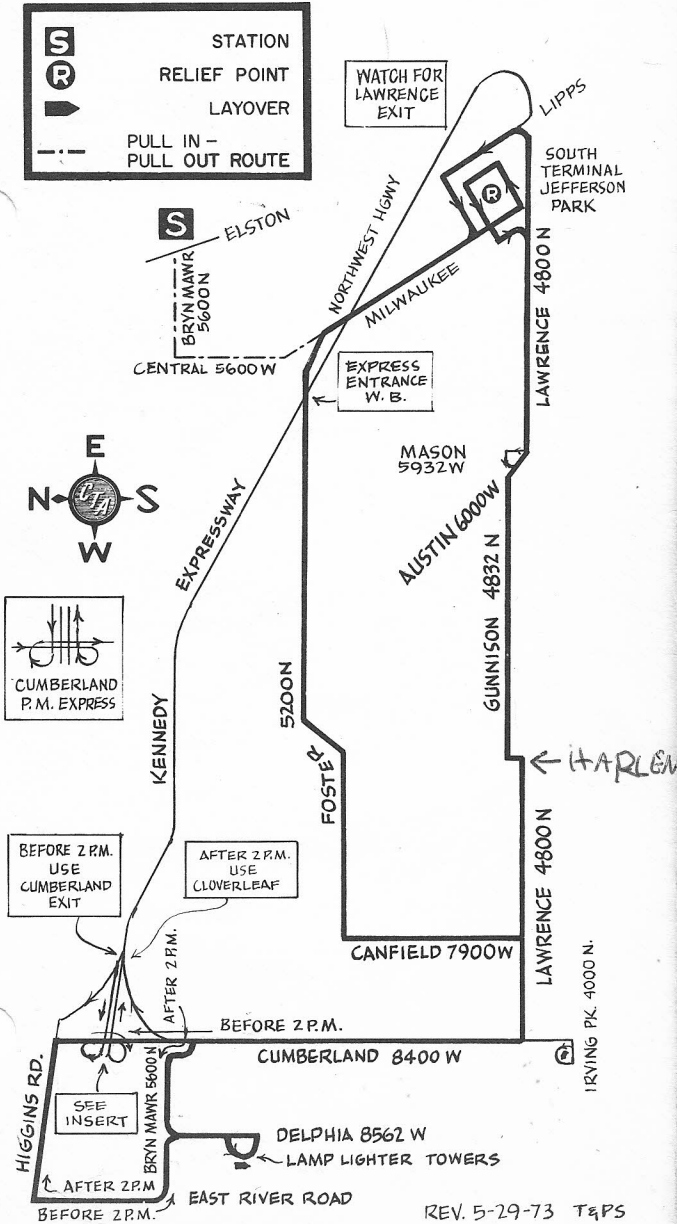 S STATION
R RELIEF POINT
LAYOVER
PULL IN –
PULL OUT ROUTE
WATCH FOR
LAWRENCE
EXIT
LIPPS
SOUTH
TERMINAL
JEFFERSON
PARK
R
S
ELSTON
BRYN MAWR
5600N
CENTRAL 5600W
NORTHWEST HGWY
MILWAUKEE
LAWRENCE 4800N
EXPRESS
ENTRANCE
W. B.
MASON
5932W
AUSTIN 6000W
E
N CTA S
W
EXPRESSWAY
GUNNISON 4832 N
CUMBERLAND
P.M. EXPRESS
KENNEDY
5200N
FOSTER
← HARLEM
BEFORE 2 P.M.
USE
CUMBERLAND
EXIT
AFTER 2 P.M.
USE
CLOVERLEAF
LAWRENCE 4800N
CANFIELD 7900W
AFTER 2 P.M.
IRVING PK. 4000 N.
BEFORE 2 P.M.
CUMBERLAND 8400 W
HIGGINS RD.
SEE
INSERT
BRYN MAWR 5600N
DELPHIA 8562 W
LAMP LIGHTER TOWERS
AFTER 2 P.M
BEFORE 2 P.M.
EAST RIVER ROAD
REV. 5-29-73 T&PS